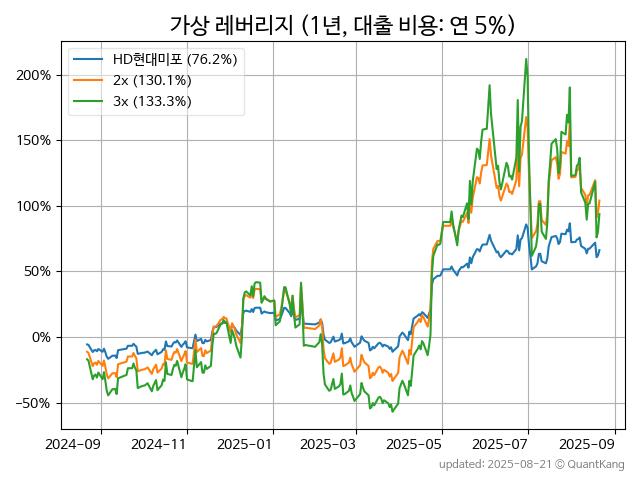 가상 레버리지 (1년, 대출 비용: 연 5%)
HD현대미포 (76.2%)
2x (130.1%)
3x (133.3%)
200%
150%
100%
50%
0%
−50%
2024-09 2024-11 2025-01 2025-03 2025-05 2025-07 2025-09
updated: 2025-08-21 © QuantKang